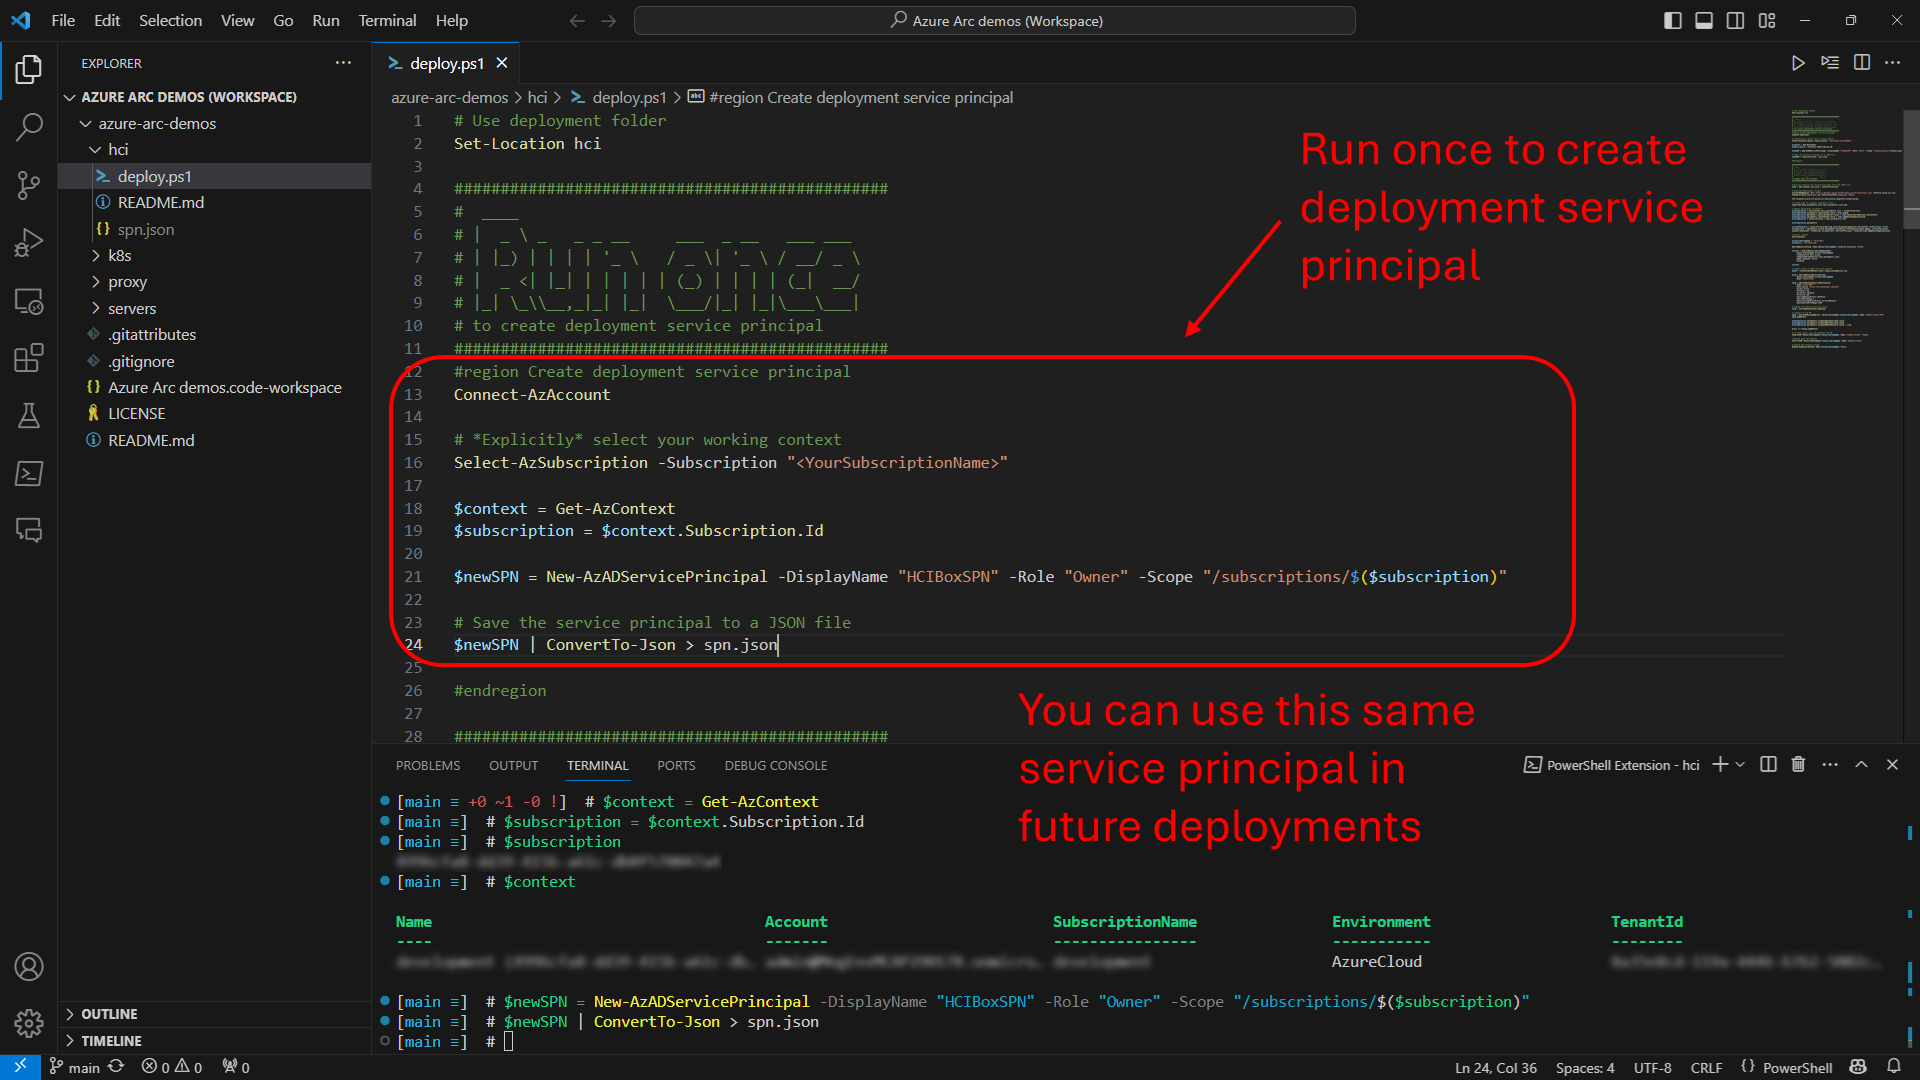 File Edit Selection View Go Run Terminal Help
Azure Arc demos (Workspace)
EXPLORER
AZURE ARC DEMOS (WORKSPACE)
azure-arc-demos
hci
deploy.ps1
README.md
{} spn.json
k8s
proxy
servers
.gitattributes
.gitignore
{} Azure Arc demos.code-workspace
LICENSE
README.md
OUTLINE
TIMELINE
deploy.ps1
azure-arc-demos > hci > deploy.ps1 > #region Create deployment service principal
1 # Use deployment folder
2 Set-Location hci
3
4 ###############################################
5 #  ____
6 # |  _ \ _   _ _ __     ___  _ __   ___ ___
7 # | |_) | | | | '_ \   / _ \| '_ \ / __/ _ \
8 # |  _ <| |_| | | | | | (_) | | | | (_|  __/
9 # |_| \_\\__,_|_| |_|  \___/|_| |_|\___\___|
10 # to create deployment service principal
11 ###############################################
12 #region Create deployment service principal
13 Connect-AzAccount
14
15 # *Explicitly* select your working context
16 Select-AzSubscription -Subscription "<YourSubscriptionName>"
17
18 $context = Get-AzContext
19 $subscription = $context.Subscription.Id
20
21 $newSPN = New-AzADServicePrincipal -DisplayName "HCIBoxSPN" -Role "Owner" -Scope "/subscriptions/$($subscription)"
22
23 # Save the service principal to a JSON file
24 $newSPN | ConvertTo-Json > spn.json
25
26 #endregion
27
28 ###############################################
Run once to create
deployment service
principal
You can use this same
service principal in
future deployments
PROBLEMS OUTPUT TERMINAL PORTS DEBUG CONSOLE
PowerShell Extension - hci
[main ≡ +0 ~1 -0 !] # $context = Get-AzContext
[main ≡] # $subscription = $context.Subscription.Id
[main ≡] # $subscription
[main ≡] # $context
Name Account SubscriptionName Environment TenantId
---- ------- ---------------- ----------- --------
AzureCloud
[main ≡] # $newSPN = New-AzADServicePrincipal -DisplayName "HCIBoxSPN" -Role "Owner" -Scope "/subscriptions/$($subscription)"
[main ≡] # $newSPN | ConvertTo-Json > spn.json
[main ≡] #
main 0 0 0
Ln 24, Col 36 Spaces: 4 UTF-8 CRLF {} PowerShell